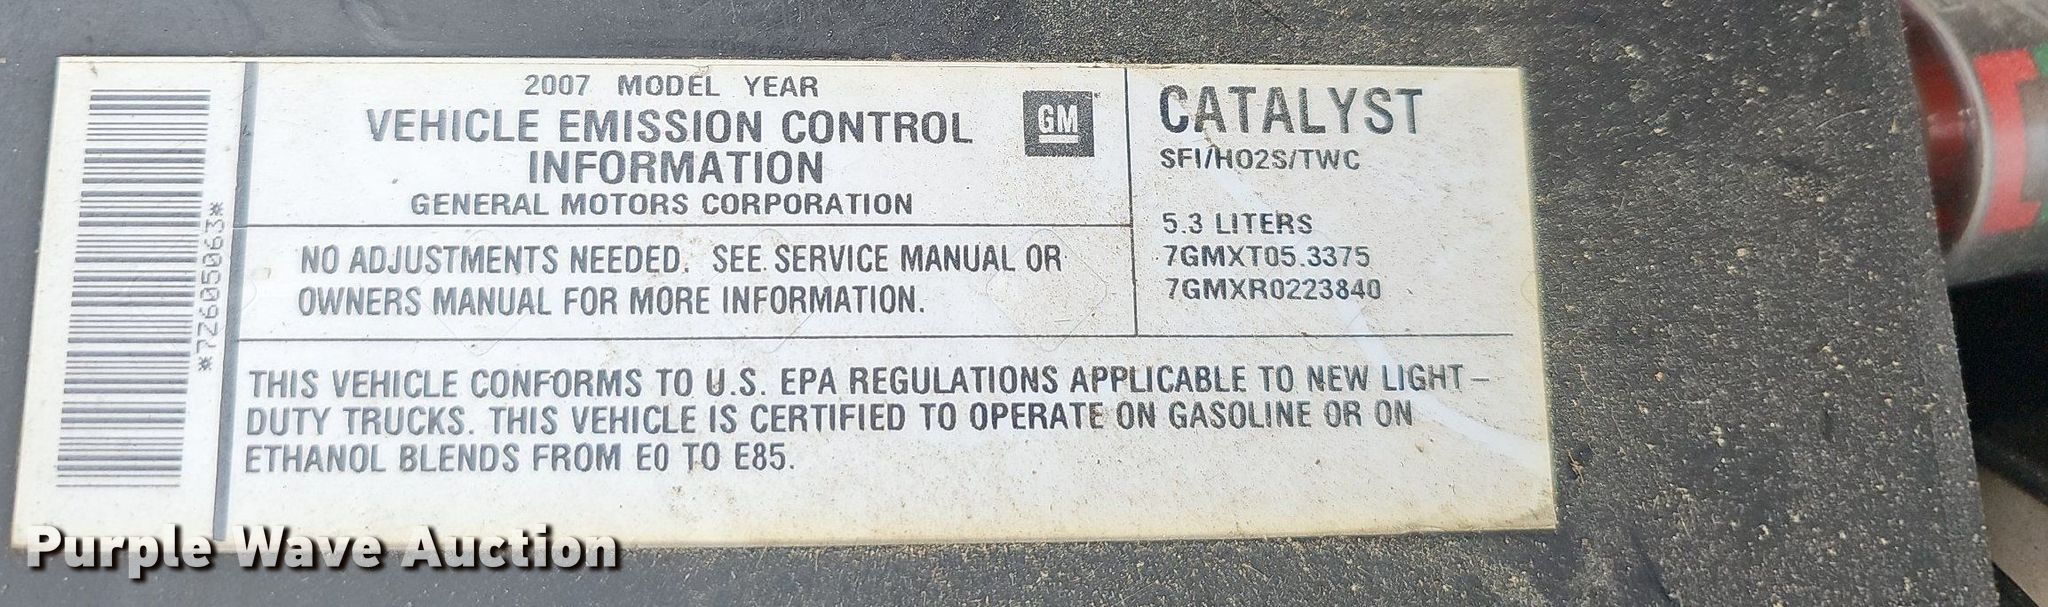 2007 MODEL YEAR
VEHICLE EMISSION CONTROL
INFORMATION
GENERAL MOTORS CORPORATION
GM
CATALYST
SFI/HO2S/TWC
5.3 LITERS
7GMXT05.3375
7GMXR0223840
NO ADJUSTMENTS NEEDED. SEE SERVICE MANUAL OR
OWNERS MANUAL FOR MORE INFORMATION.
THIS VEHICLE CONFORMS TO U.S. EPA REGULATIONS APPLICABLE TO NEW LIGHT-
DUTY TRUCKS. THIS VEHICLE IS CERTIFIED TO OPERATE ON GASOLINE OR ON
ETHANOL BLENDS FROM E0 TO E85.
*772605063*
Purple Wave Auction